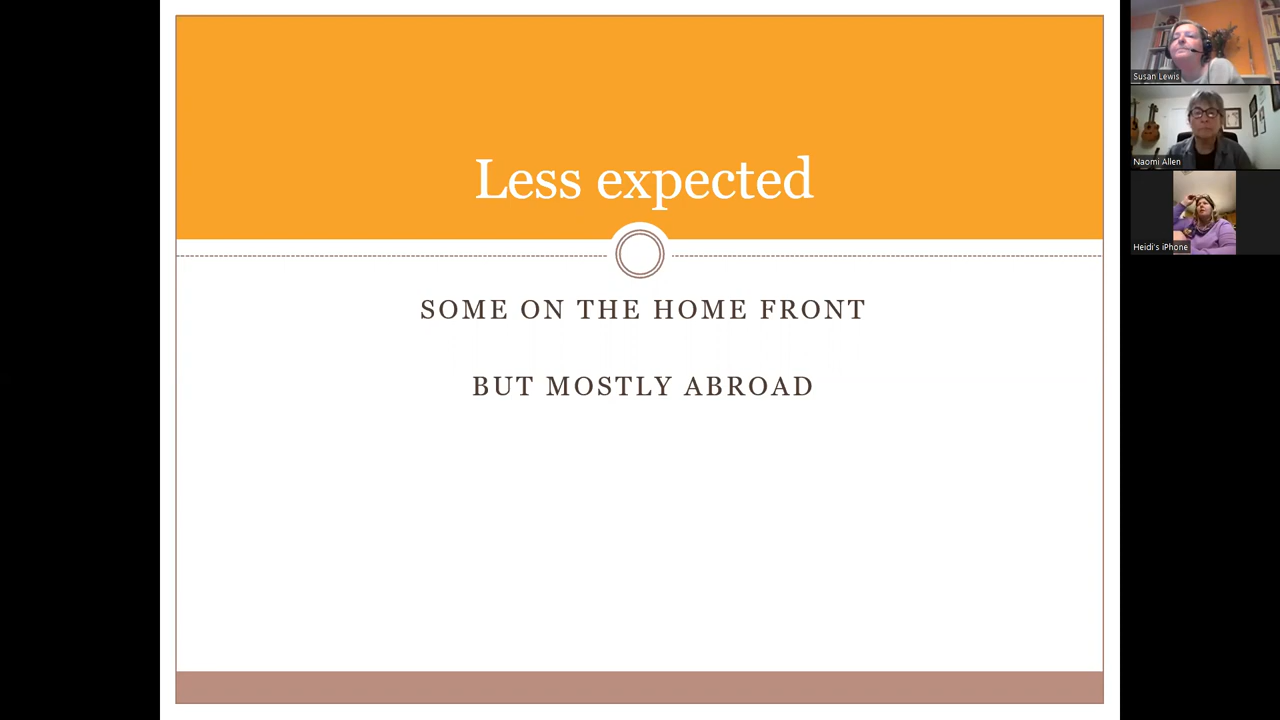 Less expected
SOME ON THE HOME FRONT
BUT MOSTLY ABROAD
Susan Lewis
Naomi Allen
Heidi's iPhone